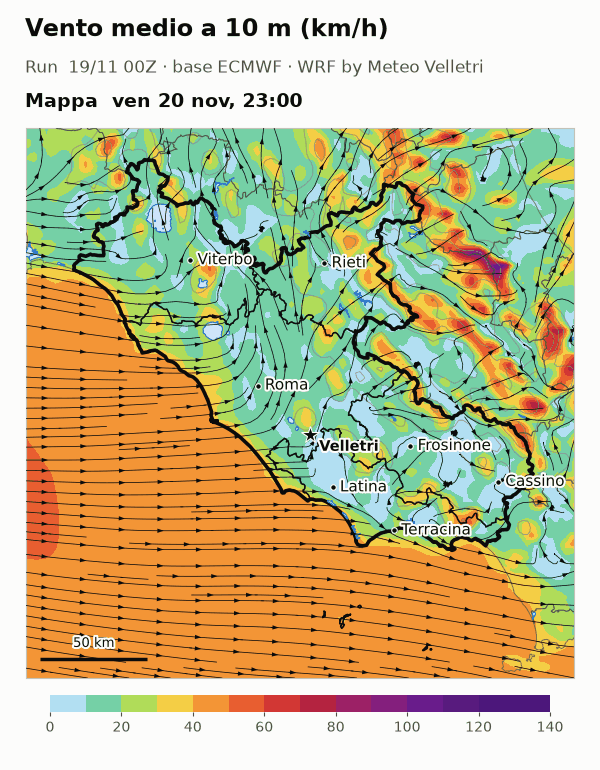 Vento medio a 10 m (km/h)
Run  19/11 00Z · base ECMWF · WRF by Meteo Velletri
Mappa  ven 20 nov, 23:00
Viterbo
Rieti
Roma
Velletri
Frosinone
Latina
Cassino
Terracina
50 km
0 20 40 60 80 100 120 140